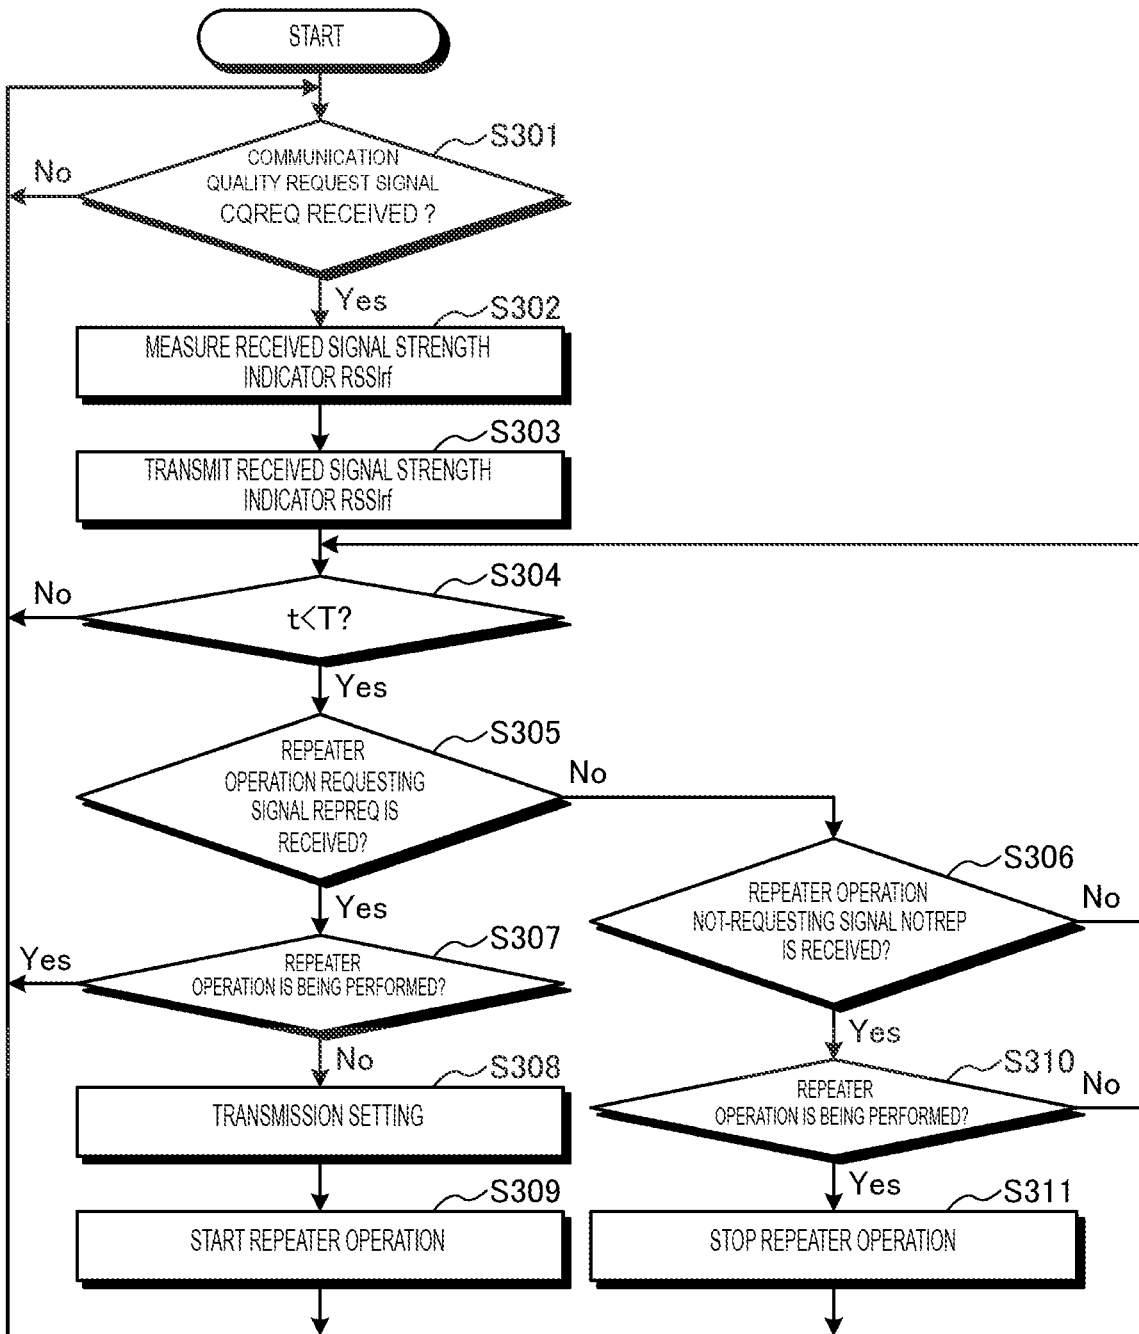 START
S301
COMMUNICATION
QUALITY REQUEST SIGNAL
CQREQ RECEIVED ?
No
Yes
S302
MEASURE RECEIVED SIGNAL STRENGTH
INDICATOR RSSIrf
S303
TRANSMIT RECEIVED SIGNAL STRENGTH
INDICATOR RSSIrf
S304
No
t<T?
Yes
S305
REPEATER
OPERATION REQUESTING
SIGNAL REPREQ IS
RECEIVED?
No
Yes
S306
REPEATER OPERATION
NOT-REQUESTING SIGNAL NOTREP
IS RECEIVED?
No
Yes
S307
Yes
REPEATER
OPERATION IS BEING PERFORMED?
No
S308
TRANSMISSION SETTING
S309
START REPEATER OPERATION
S310
REPEATER
OPERATION IS BEING PERFORMED?
No
Yes
S311
STOP REPEATER OPERATION